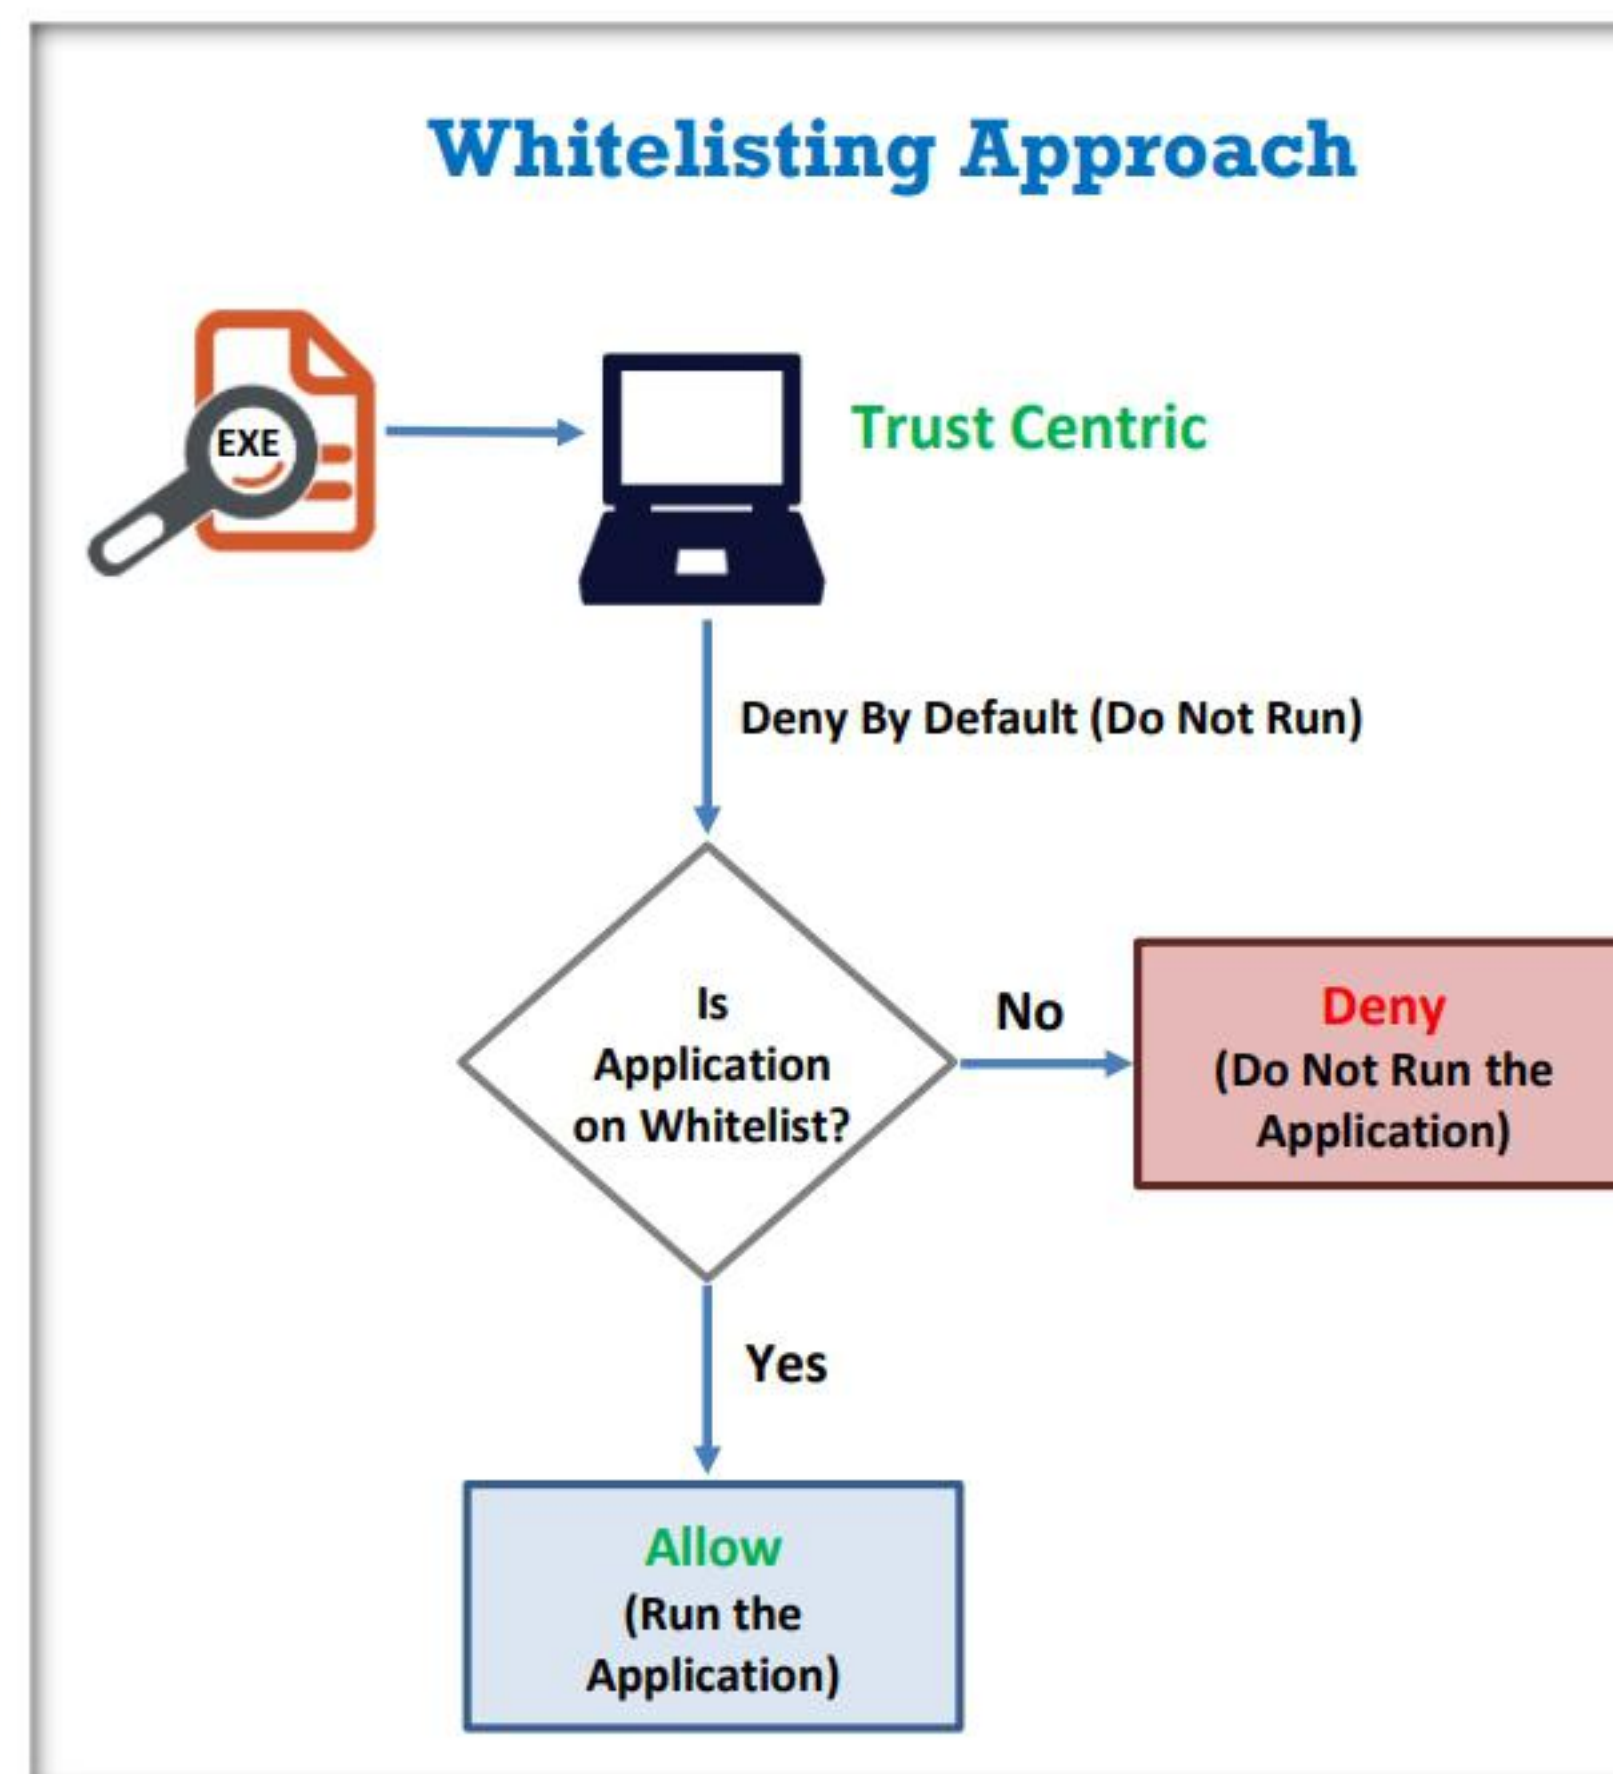 Whitelisting Approach
EXE
Trust Centric
Deny By Default (Do Not Run)
Is
Application
on Whitelist?
No
Deny
(Do Not Run the
Application)
Yes
Allow
(Run the
Application)